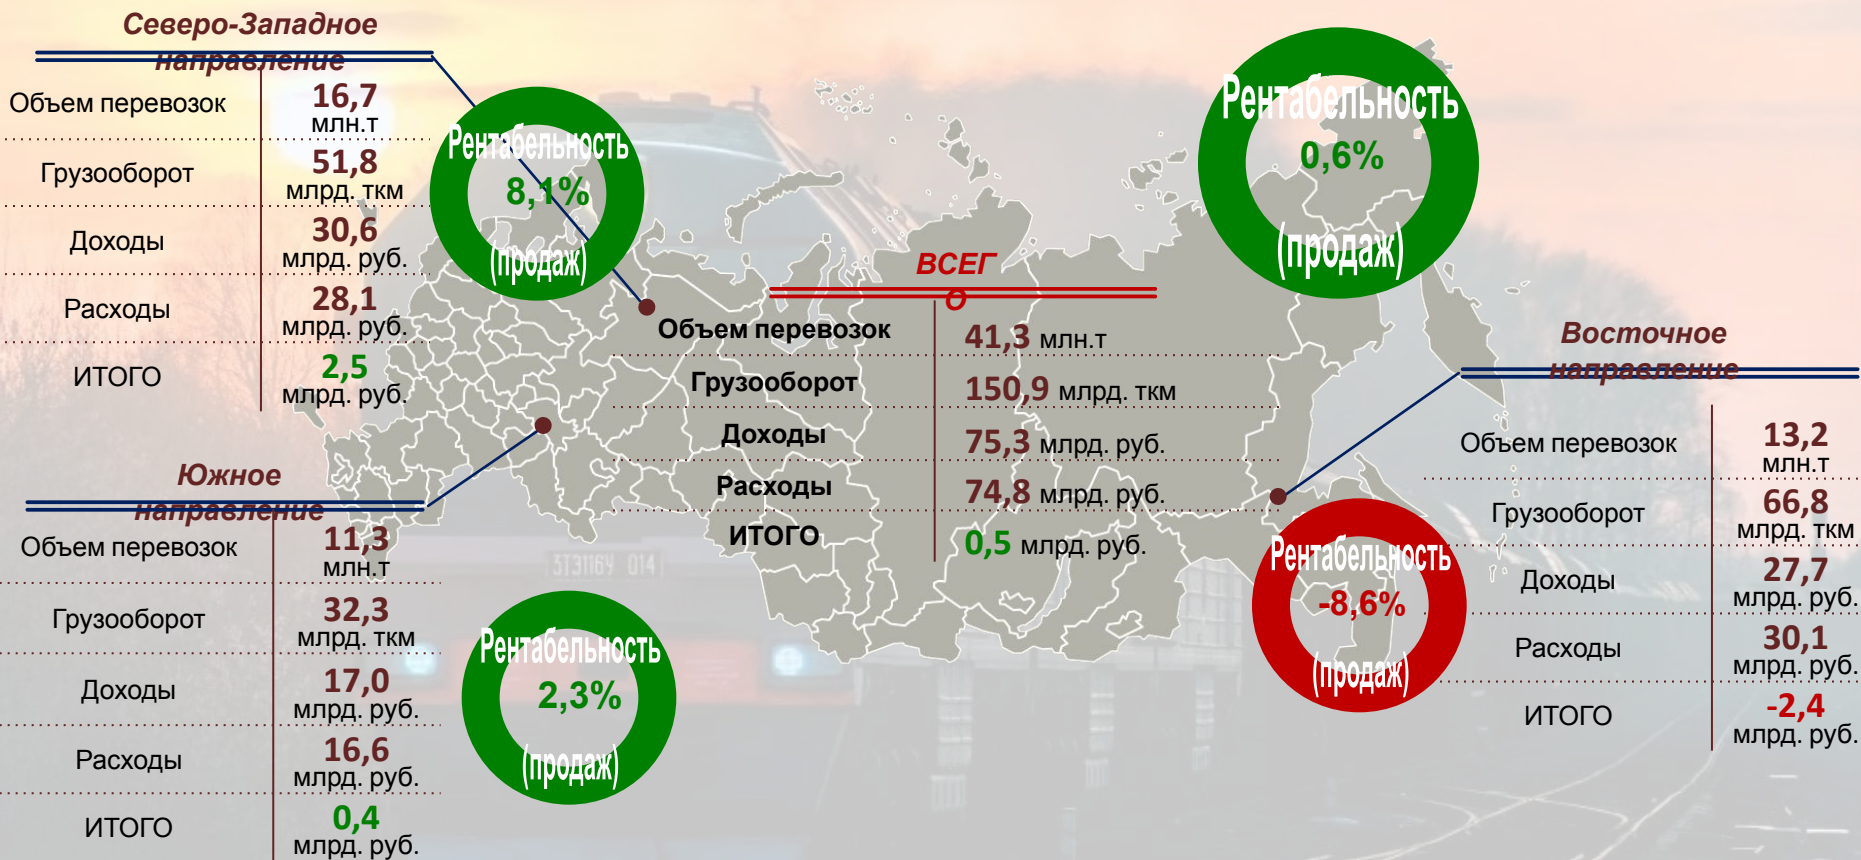 Северо-Западное
направление
Объем перевозок
16,7
млн.т
Грузооборот
51,8
млрд. ткм
Доходы
30,6
млрд. руб.
Расходы
28,1
млрд. руб.
ИТОГО
2,5
млрд. руб.
Рентабельность
8,1%
(продаж)
Южное
направление
Объем перевозок
11,3
млн.т
Грузооборот
32,3
млрд. ткм
Доходы
17,0
млрд. руб.
Расходы
16,6
млрд. руб.
ИТОГО
0,4
млрд. руб.
Рентабельность
2,3%
(продаж)
ВСЕГ
О
Объем перевозок
41,3 млн.т
Грузооборот
150,9 млрд. ткм
Доходы
75,3 млрд. руб.
Расходы
74,8 млрд. руб.
ИТОГО
0,5 млрд. руб.
3ТЭ116У 014
Рентабельность
0,6%
(продаж)
Восточное
направление
Объем перевозок
13,2
млн.т
Грузооборот
66,8
млрд. ткм
Доходы
27,7
млрд. руб.
Расходы
30,1
млрд. руб.
ИТОГО
-2,4
млрд. руб.
Рентабельность
-8,6%
(продаж)